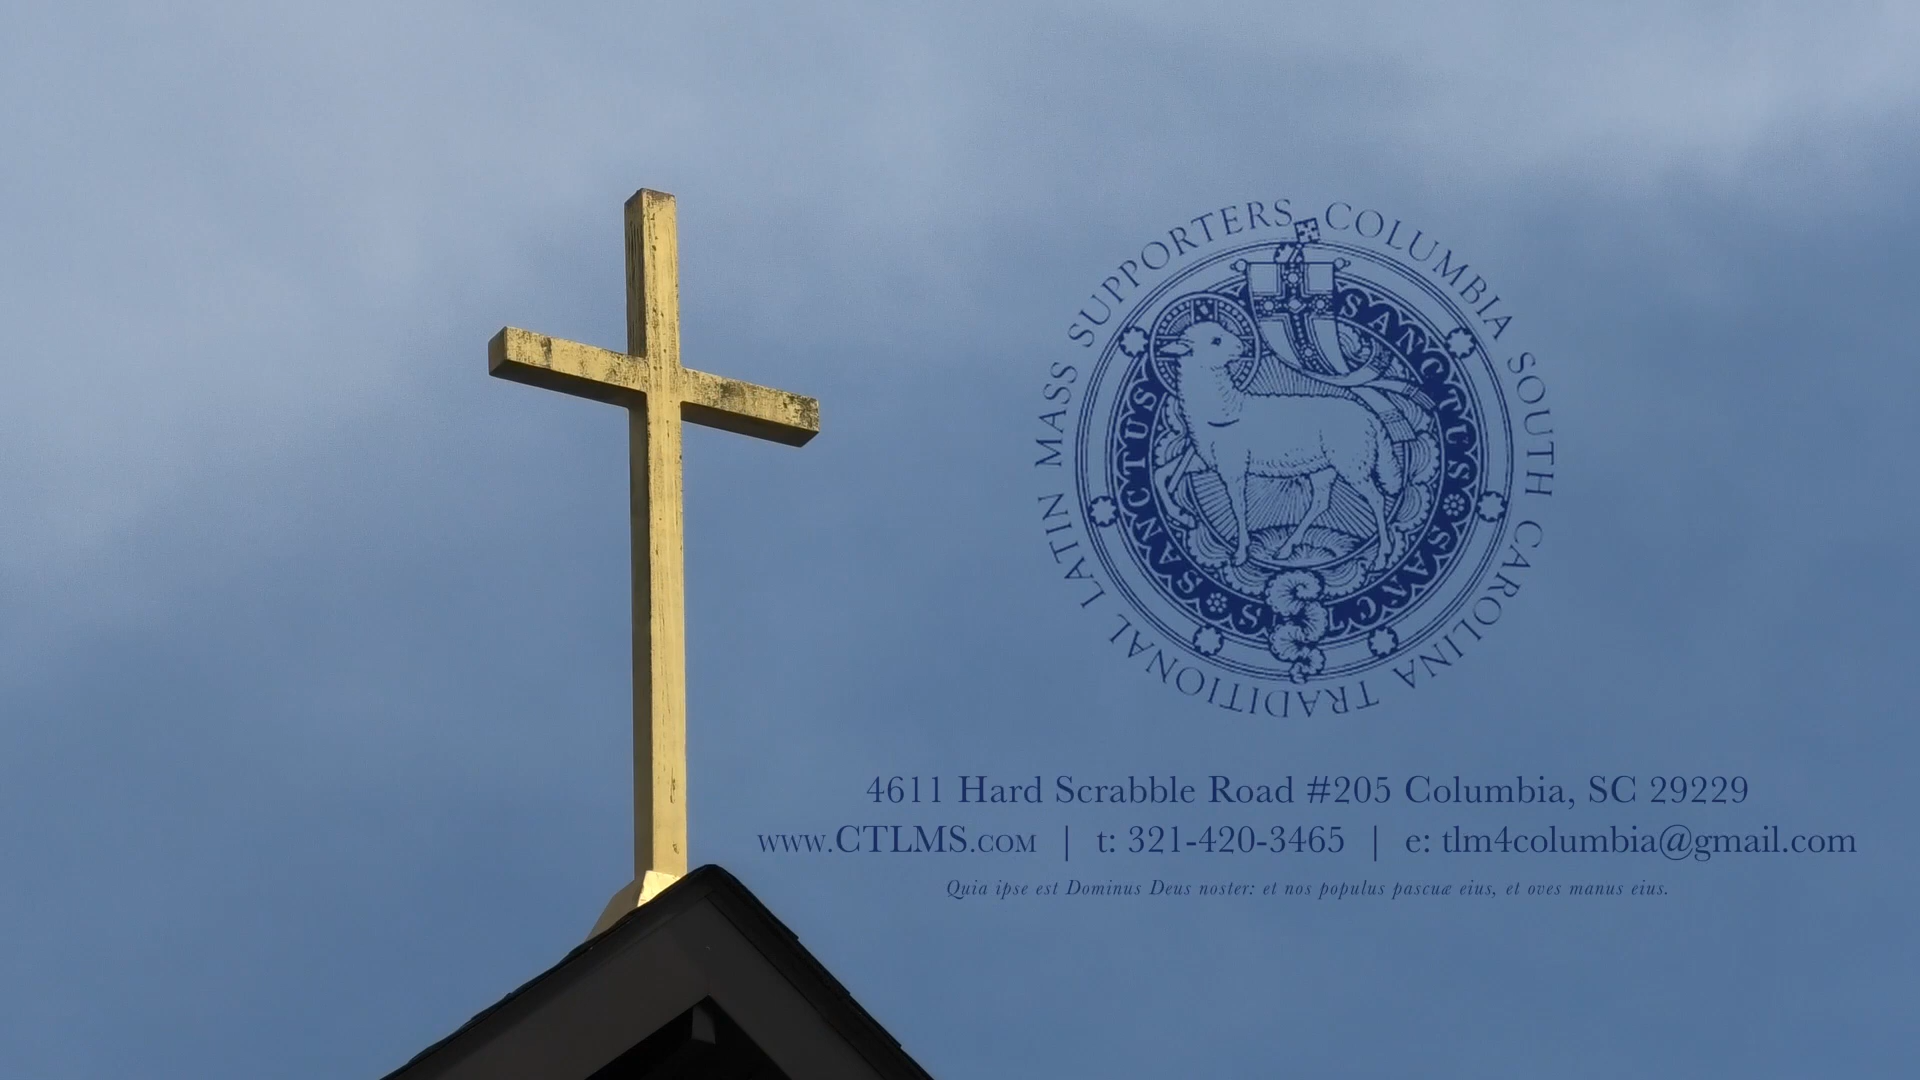 COLUMBIA SOUTH CAROLINA TRADITIONAL LATIN MASS SUPPORTERS
SANCTUS SANCTUS SANCTUS
4611 Hard Scrabble Road #205 Columbia, SC 29229
www.CTLMS.com | t: 321-420-3465 | e: tlm4columbia@gmail.com
Quia ipse est Dominus Deus noster: et nos populus pascuæ eius, et oves manus eius.